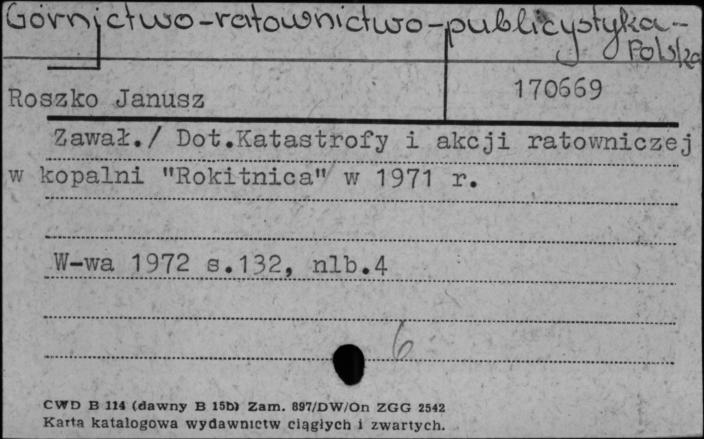 Górnictwo-ratownictwo-publicystyka-
Polska
Roszko Janusz
170669
Zawał./ Dot.Katastrofy i akcji ratowniczej
w kopalni "Rokitnica" w 1971 r.
W-wa 1972 s.132, nlb.4
6
CWD B 114 (dawny B 15b) Zam. 897/DW/On ZGG 2542
Karta katalogowa wydawnictw ciągłych i zwartych.